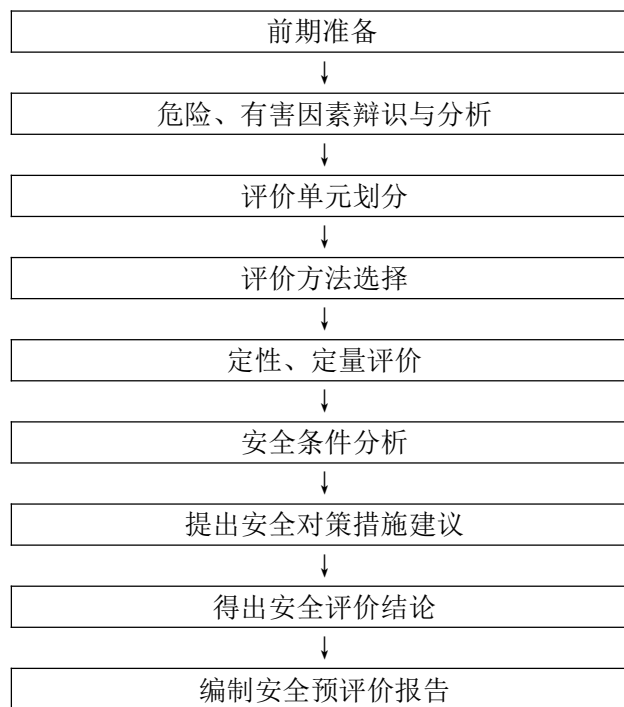 前期准备
↓
危险、有害因素辩识与分析
↓
评价单元划分
↓
评价方法选择
↓
定性、定量评价
↓
安全条件分析
↓
提出安全对策措施建议
↓
得出安全评价结论
↓
编制安全预评价报告